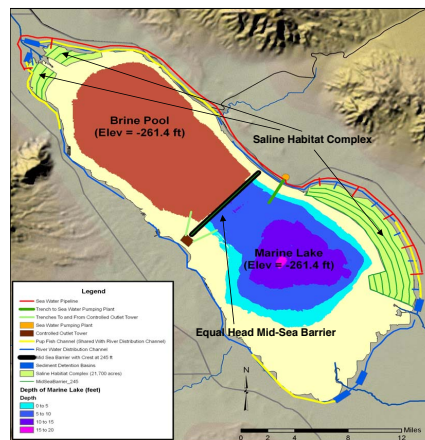 Brine Pool
(Elev = -261.4 ft)
Saline Habitat Complex
Marine Lake
(Elev = -261.4 ft)
Equal Head Mid-Sea Barrier
Legend
Sea Water Pipeline
Trench to Sea Water Pumping Plant
Trenches To and From Controlled Outlet Tower
Sea Water Pumping Plant
Controlled Outlet Tower
Pup Fish Channel (Shared With River Distribution Channel)
River Water Distribution Channel
Mid Sea Barrier with Crest at 245 ft
Sediment Detention Basins
Saline Habitat Complex (21,700 acres)
MidSeaBarrier_245
Depth of Marine Lake (feet)
Depth
0 to 5
5 to 10
10 to 15
15 to 20
N
0 2 4 8 12
Miles